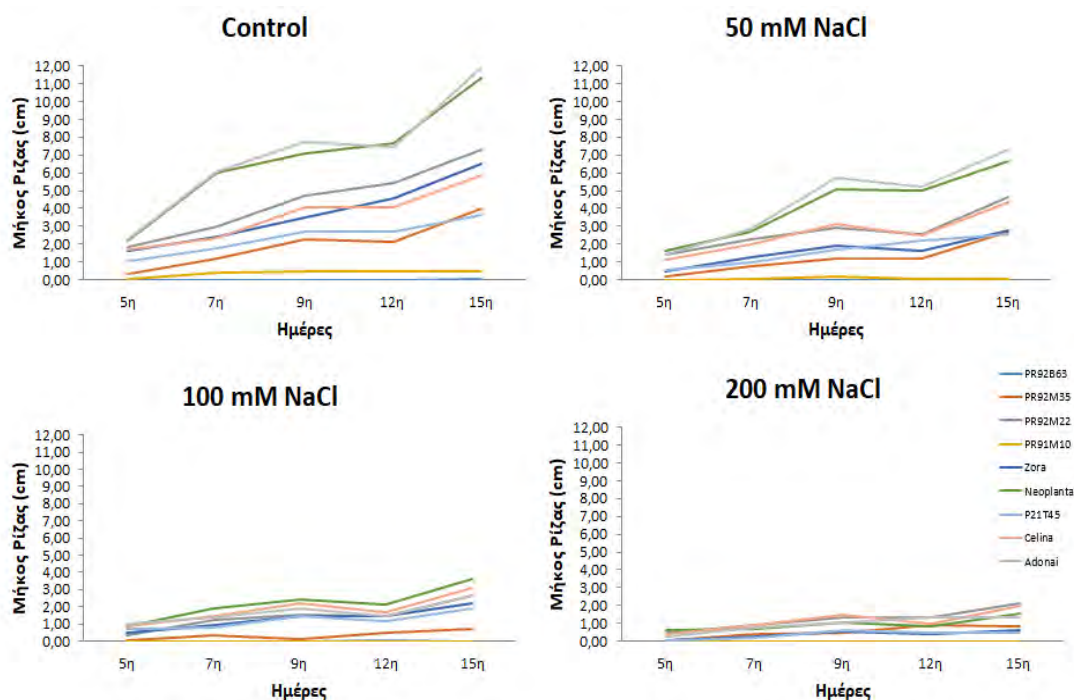 Control
Μήκος Ρίζας (cm)
12,00
11,00
10,00
9,00
8,00
7,00
6,00
5,00
4,00
3,00
2,00
1,00
0,00
5η 7η 9η 12η 15η
Ημέρες
50 mM NaCl
Μήκος Ρίζας (cm)
12,00
11,00
10,00
9,00
8,00
7,00
6,00
5,00
4,00
3,00
2,00
1,00
0,00
5η 7η 9η 12η 15η
Ημέρες
100 mM NaCl
Μήκος Ρίζας (cm)
12,00
11,00
10,00
9,00
8,00
7,00
6,00
5,00
4,00
3,00
2,00
1,00
0,00
5η 7η 9η 12η 15η
Ημέρες
200 mM NaCl
Μήκος Ρίζας (cm)
12,00
11,00
10,00
9,00
8,00
7,00
6,00
5,00
4,00
3,00
2,00
1,00
0,00
5η 7η 9η 12η 15η
Ημέρες
PR92B63
PR92M35
PR92M22
PR91M10
Zora
Neoplanta
P21T45
Celina
Adonai